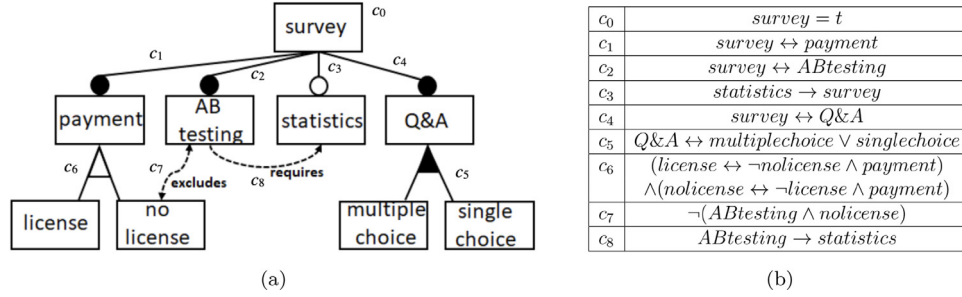 survey
c₀
c₁
c₂
c₃
c₄
payment
AB
testing
statistics
Q&A
c₆
c₇
excludes
c₈
requires
c₅
license
no
license
multiple
choice
single
choice
(a)
c₀ survey = t
c₁ survey ↔ payment
c₂ survey ↔ ABtesting
c₃ statistics → survey
c₄ survey ↔ Q&A
c₅ Q&A ↔ multiplechoice ∨ singlechoice
c₆ (license ↔ ¬nolicense ∧ payment)
∧(nolicense ↔ ¬license ∧ payment)
c₇ ¬(ABtesting ∧ nolicense)
c₈ ABtesting → statistics
(b)